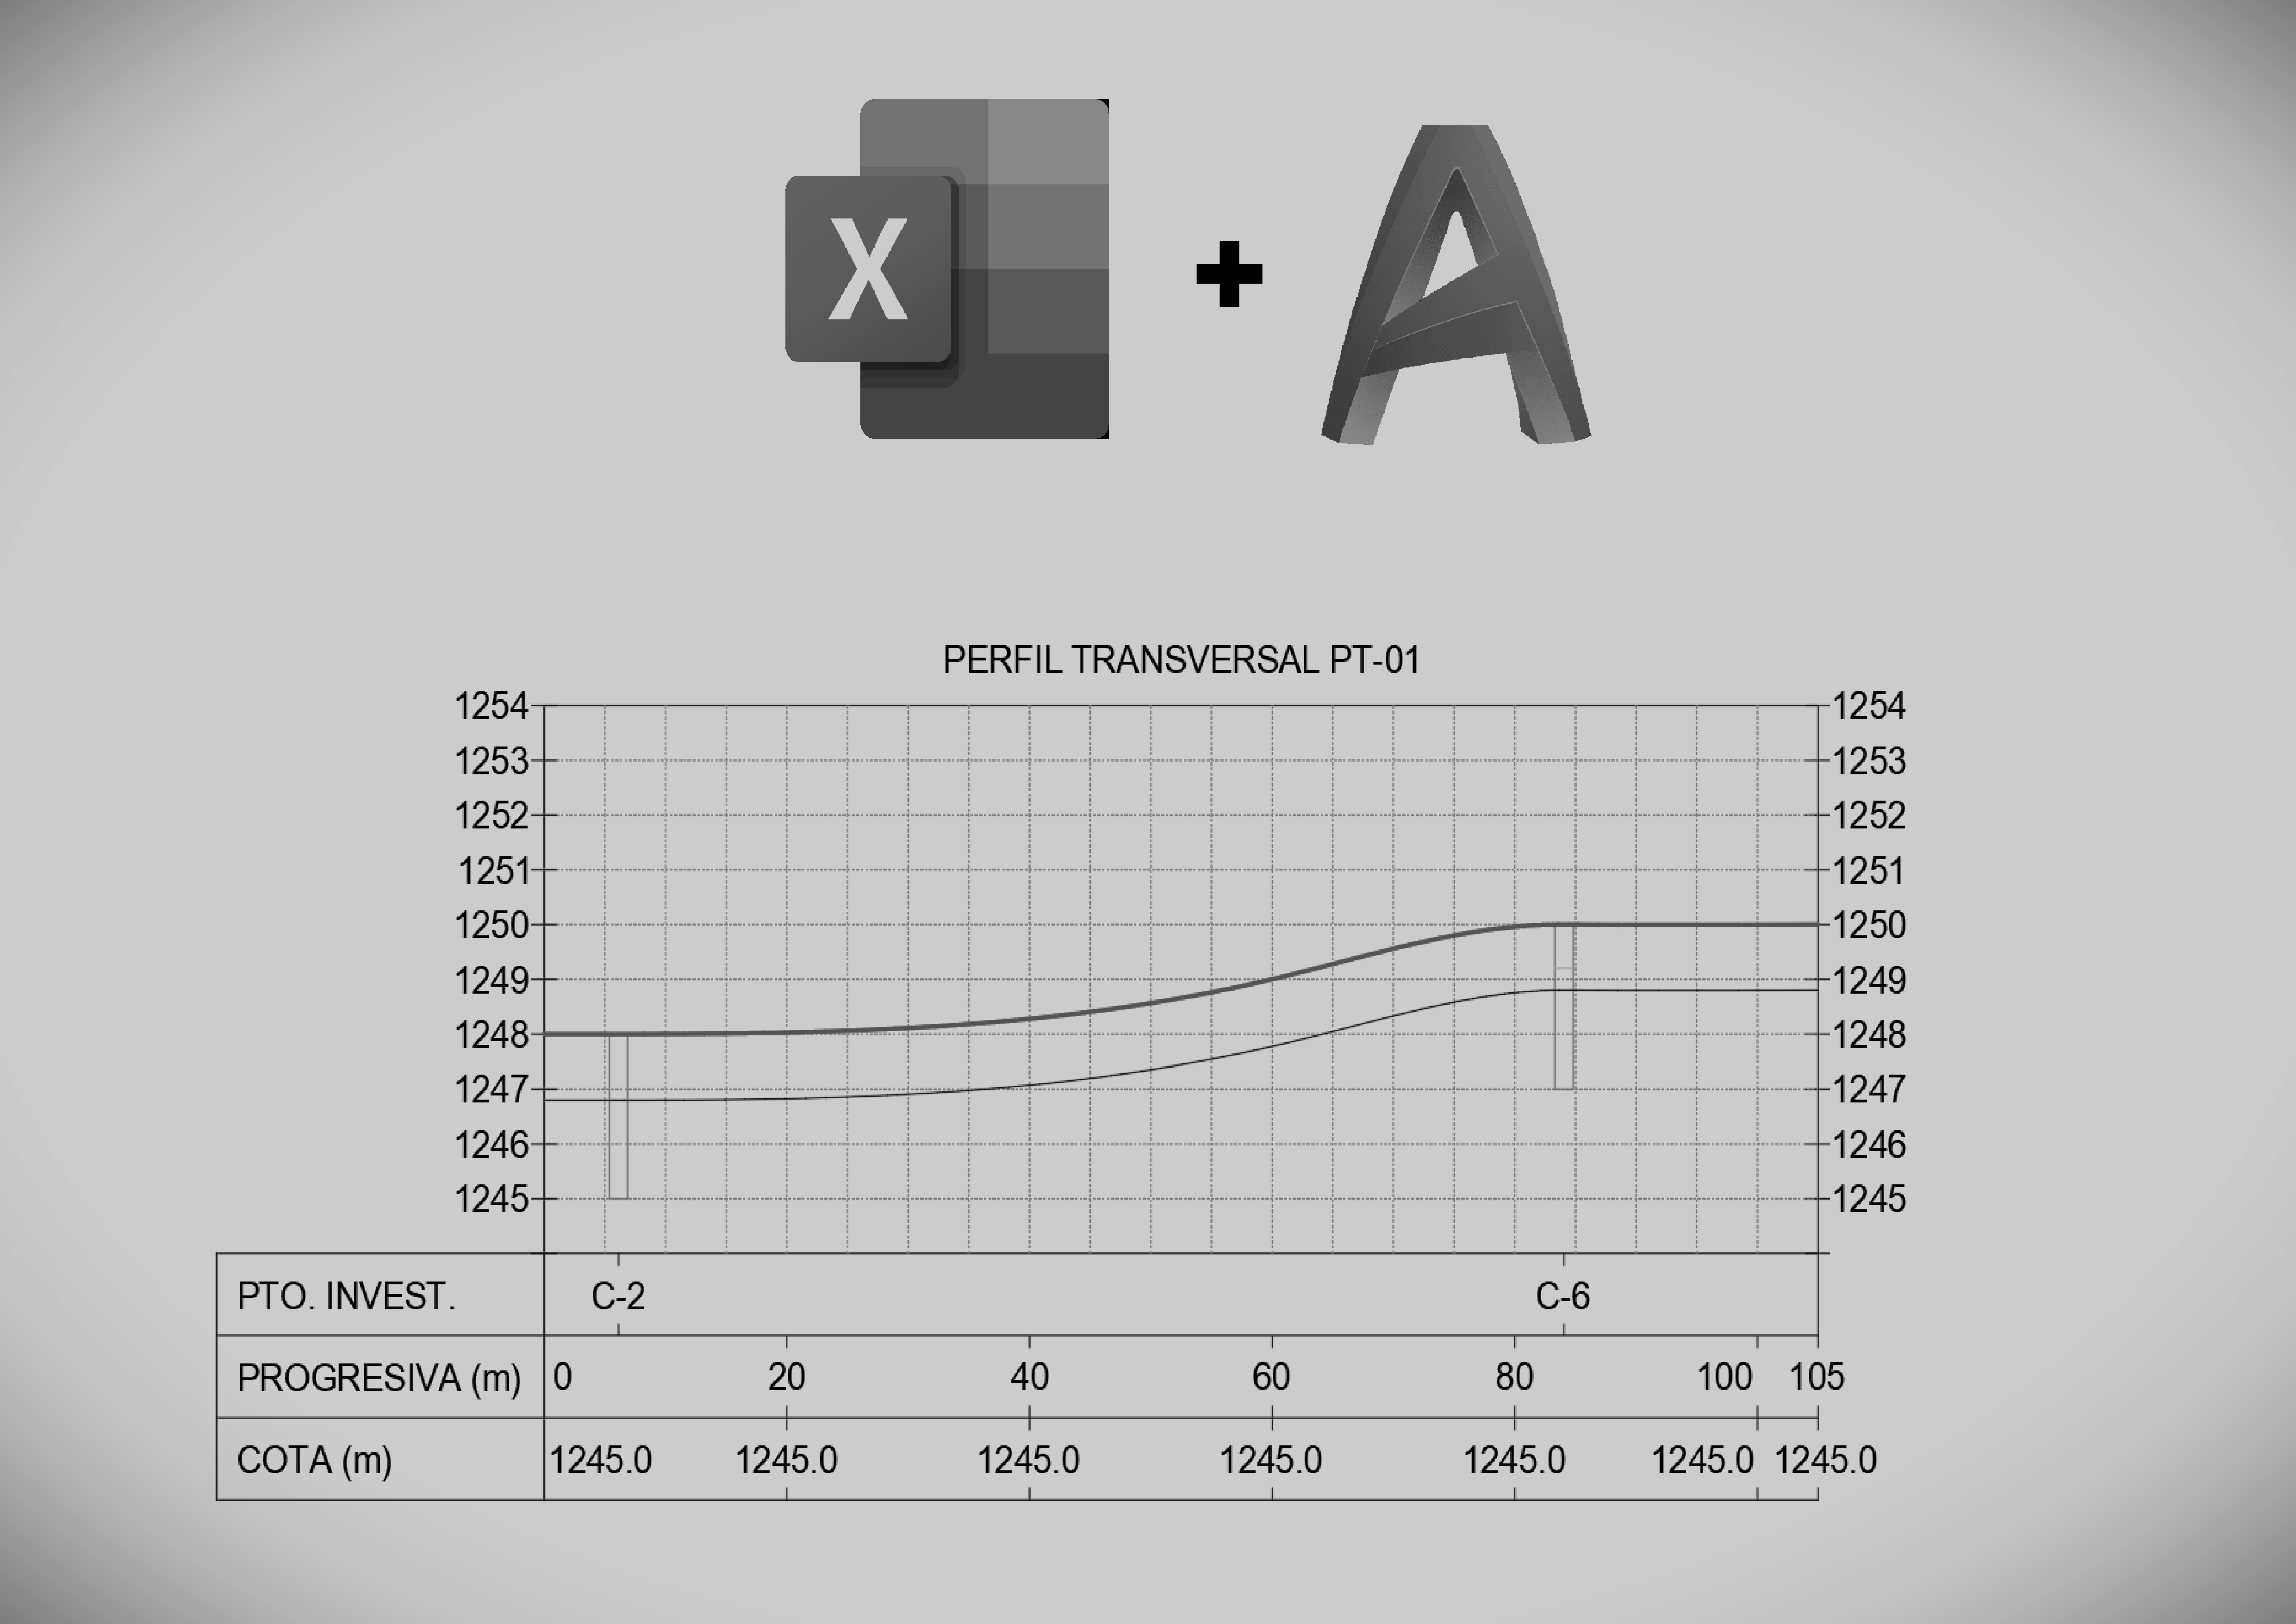 X
PERFIL TRANSVERSAL PT-01
1254 1254
1253 1253
1252 1252
1251 1251
1250 1250
1249 1249
1248 1248
1247 1247
1246 1246
1245 1245
PTO. INVEST. C-2 C-6
PROGRESIVA (m) 0 20 40 60 80 100 105
COTA (m) 1245.0 1245.0 1245.0 1245.0 1245.0 1245.0 1245.0